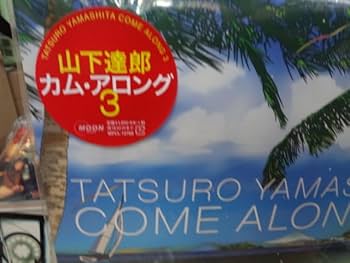 TATSURO YAMASHITA COME ALONG 3
山下達郎
カム・アロング
3
MOON
TATSURO YAMAS
COME ALON